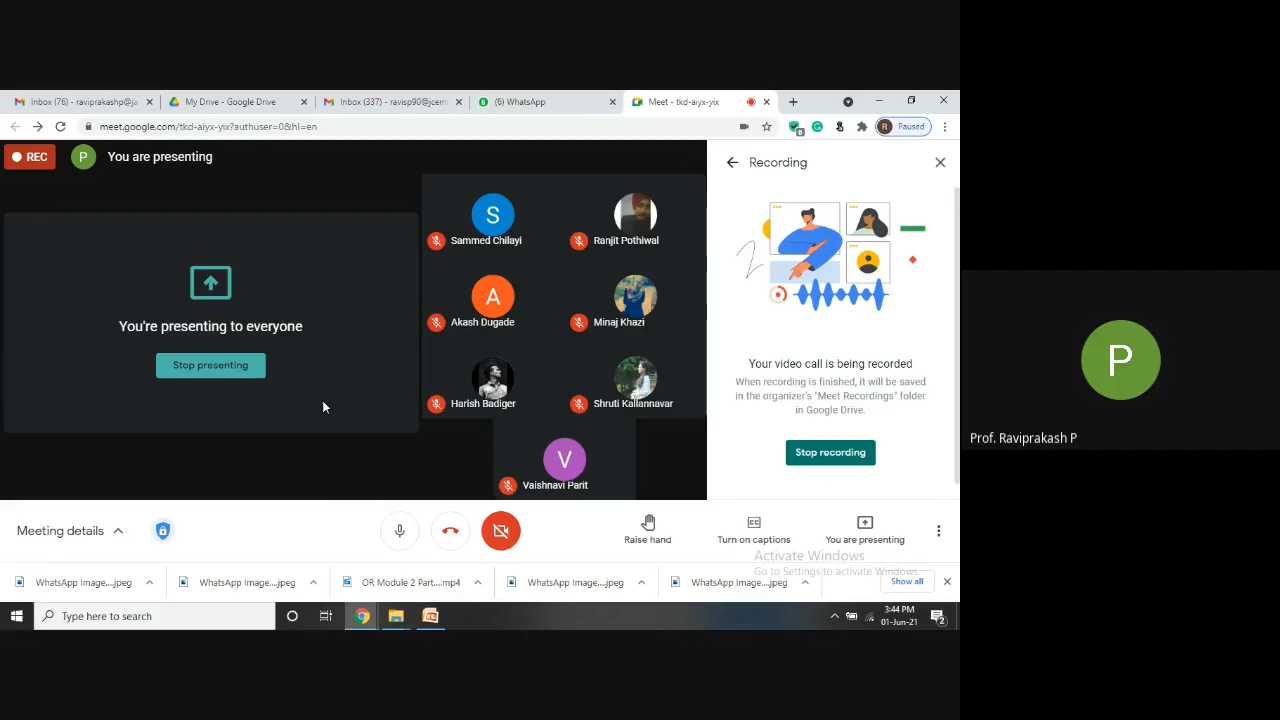 Inbox (76) - raviprakashp@ja
My Drive - Google Drive
Inbox (337) - ravisp90@jcem
6
(6) WhatsApp
Meet - tkd-aiyx-yix
meet.google.com/tkd-aiyx-yix?authuser=0&hl=en
R Paused
REC
P
You are presenting
Recording
S
Sammed Chilayi
Ranjit Pothiwal
You're presenting to everyone
Stop presenting
A
Akash Dugade
Minaj Khazi
Harish Badiger
Shruti Kallannavar
V
Vaishnavi Parit
Your video call is being recorded
When recording is finished, it will be saved
in the organizer's "Meet Recordings" folder
in Google Drive.
Stop recording
P
Prof. Raviprakash P
Meeting details
Raise hand
CC
Turn on captions
You are presenting
Activate Windows
Go to Settings to activate Windows.
WhatsApp Image....jpeg
WhatsApp Image....jpeg
OR Module 2 Part....mp4
WhatsApp Image....jpeg
WhatsApp Image....jpeg
Show all
Type here to search
3:44 PM
01-Jun-21
2